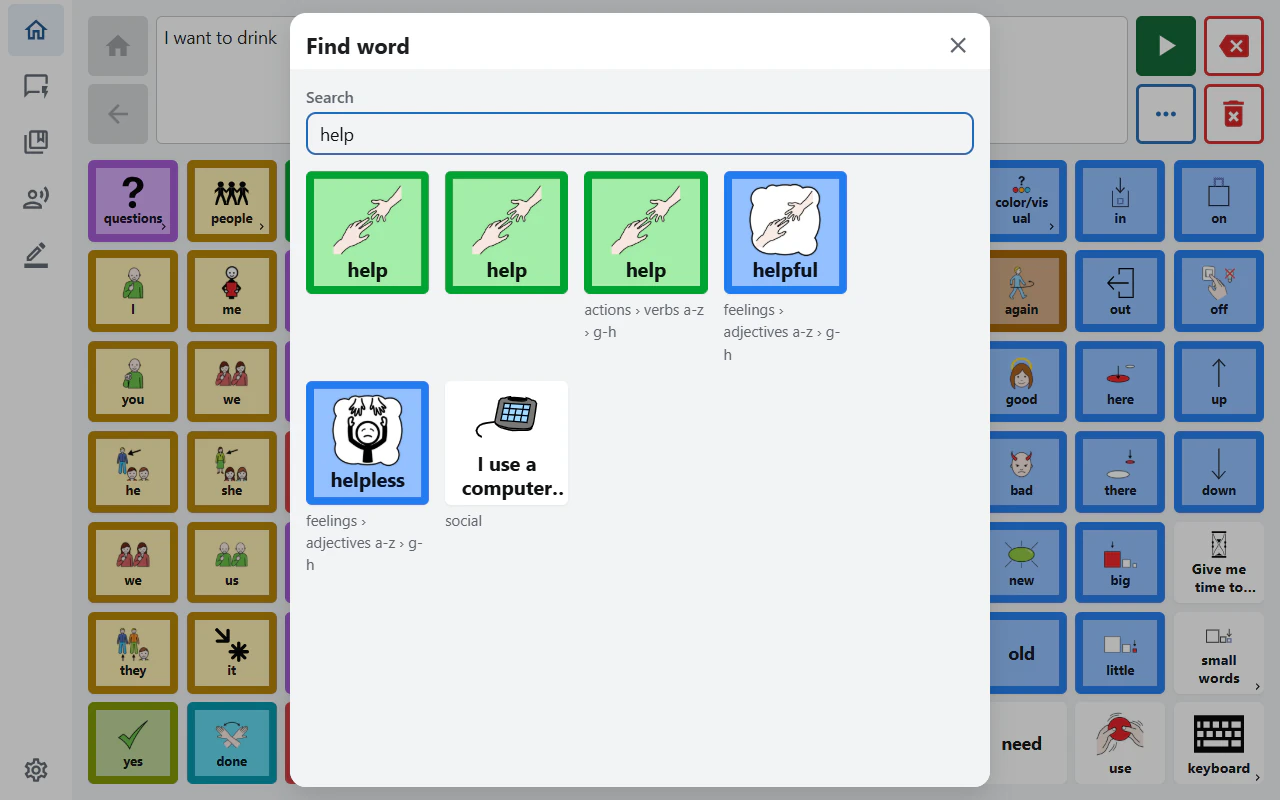 I want to drink
Find word
Search
help
help
help
help
actions › verbs a-z
› g-h
helpful
feelings ›
adjectives a-z › g-
h
helpless
feelings ›
adjectives a-z › g-
h
I use a
computer..
social
?
questions
people
color/vis
ual
in
on
I
me
again
out
off
you
we
good
here
up
he
she
bad
there
down
we
us
new
big
Give me
time to...
they
it
old
little
small
words
yes
done
need
use
keyboard